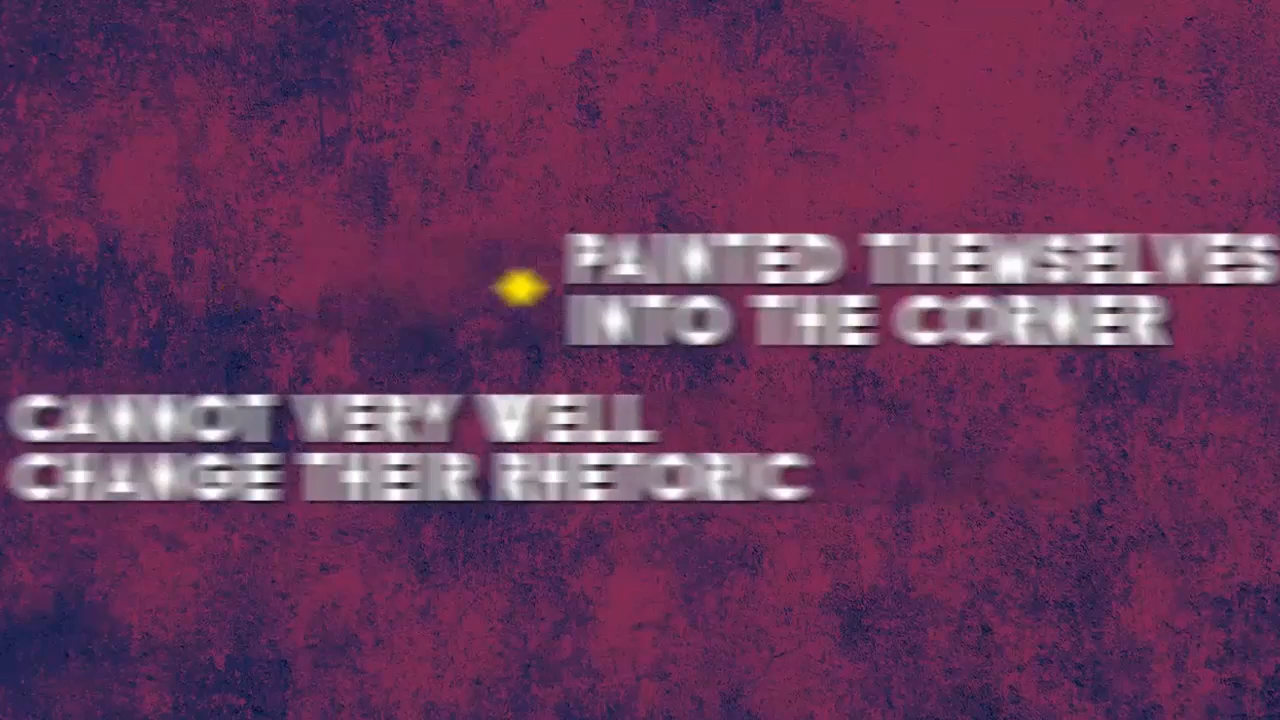 PAINTED THEMSELVES
INTO THE CORNER
CANNOT VERY WELL
CHANGE THEIR RHETORIC